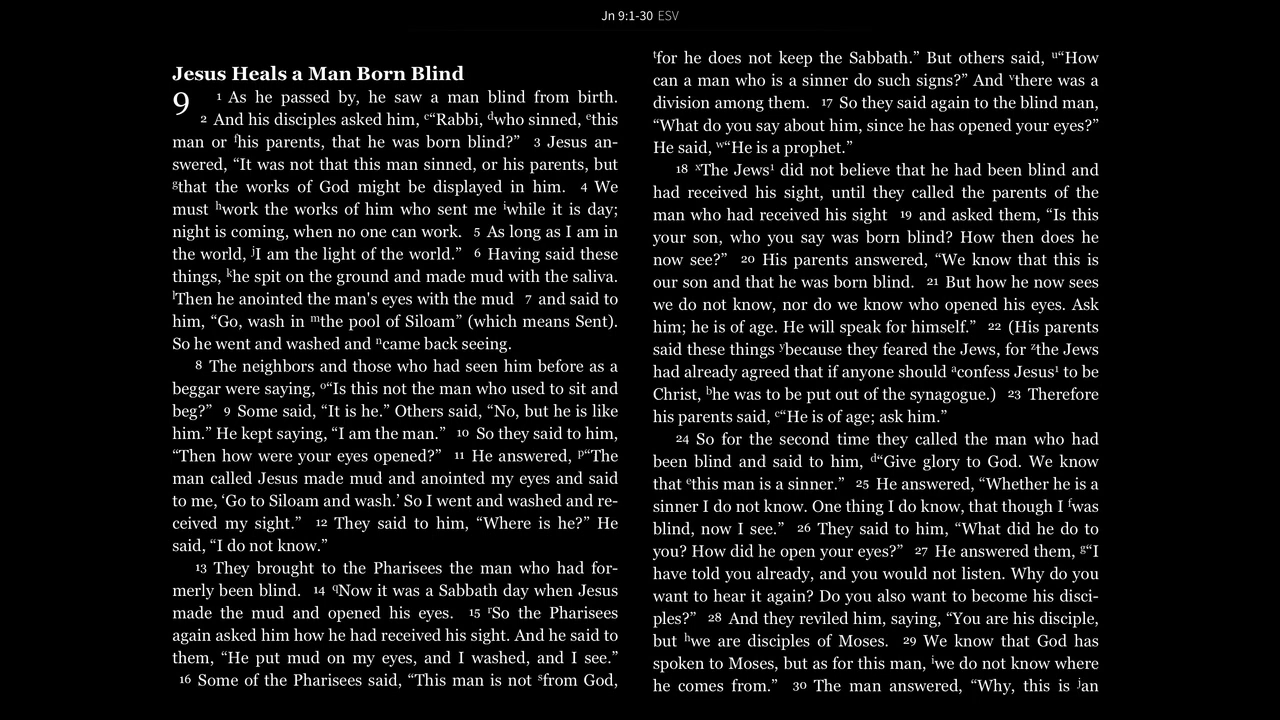 Jn 9:1-30 ESV
Jesus Heals a Man Born Blind
9 1 As he passed by, he saw a man blind from birth.
2 And his disciples asked him, c“Rabbi, dwho sinned, ethis
man or fhis parents, that he was born blind?” 3 Jesus an-
swered, “It was not that this man sinned, or his parents, but
gthat the works of God might be displayed in him. 4 We
must hwork the works of him who sent me iwhile it is day;
night is coming, when no one can work. 5 As long as I am in
the world, jI am the light of the world.” 6 Having said these
things, khe spit on the ground and made mud with the saliva.
lThen he anointed the man's eyes with the mud 7 and said to
him, “Go, wash in mthe pool of Siloam” (which means Sent).
So he went and washed and ncame back seeing.
8 The neighbors and those who had seen him before as a
beggar were saying, o“Is this not the man who used to sit and
beg?” 9 Some said, “It is he.” Others said, “No, but he is like
him.” He kept saying, “I am the man.” 10 So they said to him,
“Then how were your eyes opened?” 11 He answered, p“The
man called Jesus made mud and anointed my eyes and said
to me, ‘Go to Siloam and wash.’ So I went and washed and re-
ceived my sight.” 12 They said to him, “Where is he?” He
said, “I do not know.”
13 They brought to the Pharisees the man who had for-
merly been blind. 14 qNow it was a Sabbath day when Jesus
made the mud and opened his eyes. 15 rSo the Pharisees
again asked him how he had received his sight. And he said to
them, “He put mud on my eyes, and I washed, and I see.”
16 Some of the Pharisees said, “This man is not sfrom God,
tfor he does not keep the Sabbath.” But others said, u“How
can a man who is a sinner do such signs?” And vthere was a
division among them. 17 So they said again to the blind man,
“What do you say about him, since he has opened your eyes?”
He said, w“He is a prophet.”
18 xThe Jews1 did not believe that he had been blind and
had received his sight, until they called the parents of the
man who had received his sight 19 and asked them, “Is this
your son, who you say was born blind? How then does he
now see?” 20 His parents answered, “We know that this is
our son and that he was born blind. 21 But how he now sees
we do not know, nor do we know who opened his eyes. Ask
him; he is of age. He will speak for himself.” 22 (His parents
said these things ybecause they feared the Jews, for zthe Jews
had already agreed that if anyone should aconfess Jesus1 to be
Christ, bhe was to be put out of the synagogue.) 23 Therefore
his parents said, c“He is of age; ask him.”
24 So for the second time they called the man who had
been blind and said to him, d“Give glory to God. We know
that ethis man is a sinner.” 25 He answered, “Whether he is a
sinner I do not know. One thing I do know, that though I fwas
blind, now I see.” 26 They said to him, “What did he do to
you? How did he open your eyes?” 27 He answered them, g“I
have told you already, and you would not listen. Why do you
want to hear it again? Do you also want to become his disci-
ples?” 28 And they reviled him, saying, “You are his disciple,
but hwe are disciples of Moses. 29 We know that God has
spoken to Moses, but as for this man, iwe do not know where
he comes from.” 30 The man answered, “Why, this is jan